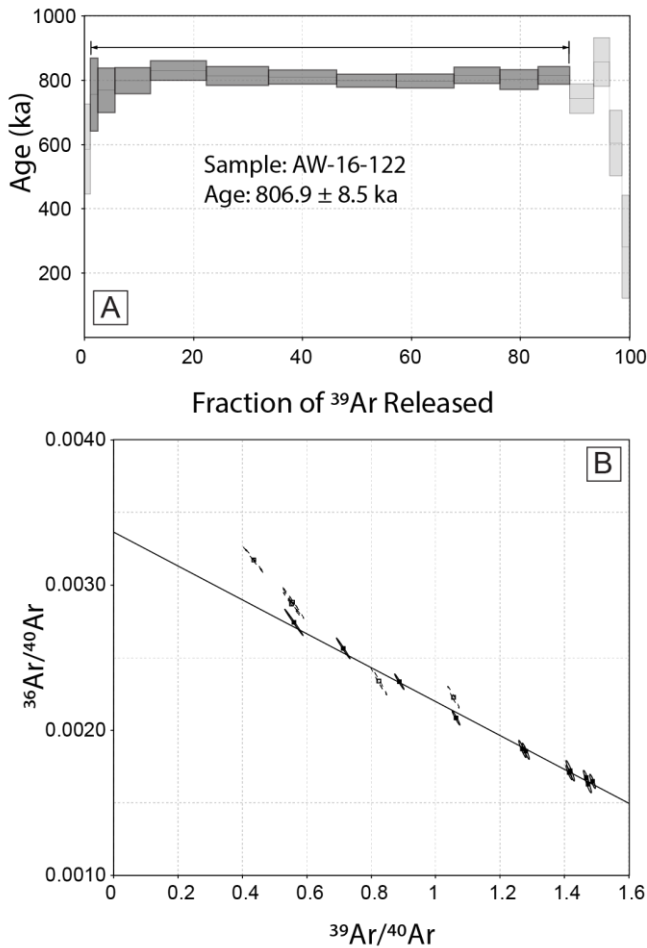 1000
800
600
400
200
Age (ka)
Sample: AW-16-122
Age: 806.9 ± 8.5 ka
A
0 20 40 60 80 100
Fraction of ³⁹Ar Released
0.0040
0.0030
0.0020
0.0010
³⁶Ar/⁴⁰Ar
B
0 0.2 0.4 0.6 0.8 1 1.2 1.4 1.6
³⁹Ar/⁴⁰Ar